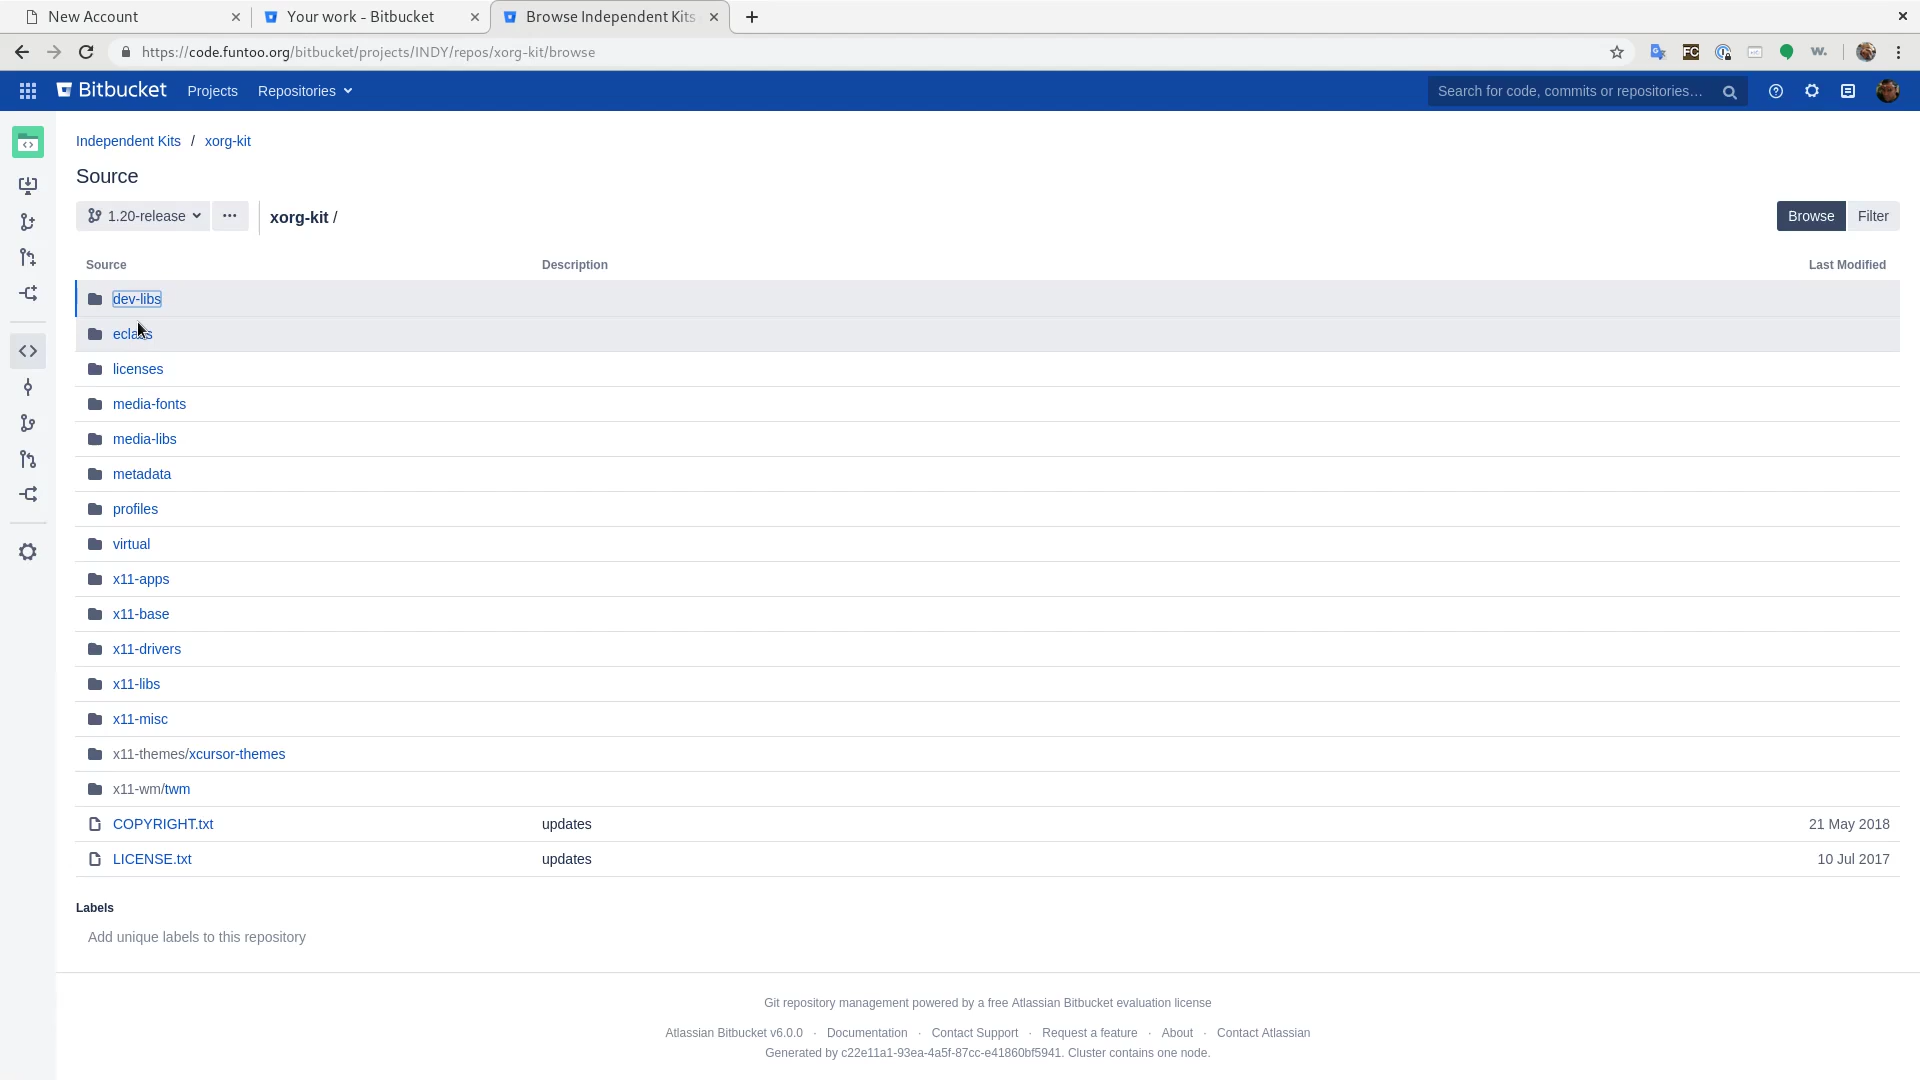 New Account
Your work - Bitbucket
Browse Independent Kits
https://code.funtoo.org/bitbucket/projects/INDY/repos/xorg-kit/browse
FC
w.
Bitbucket Projects Repositories
Search for code, commits or repositories...
Independent Kits / xorg-kit
Source
1.20-release
xorg-kit /
Browse Filter
Source Description Last Modified
dev-libs
eclass
licenses
media-fonts
media-libs
metadata
profiles
virtual
x11-apps
x11-base
x11-drivers
x11-libs
x11-misc
x11-themes/xcursor-themes
x11-wm/twm
COPYRIGHT.txt updates 21 May 2018
LICENSE.txt updates 10 Jul 2017
Labels
Add unique labels to this repository
Git repository management powered by a free Atlassian Bitbucket evaluation license
Atlassian Bitbucket v6.0.0 · Documentation · Contact Support · Request a feature · About · Contact Atlassian
Generated by c22e11a1-93ea-4a5f-87cc-e41860bf5941. Cluster contains one node.